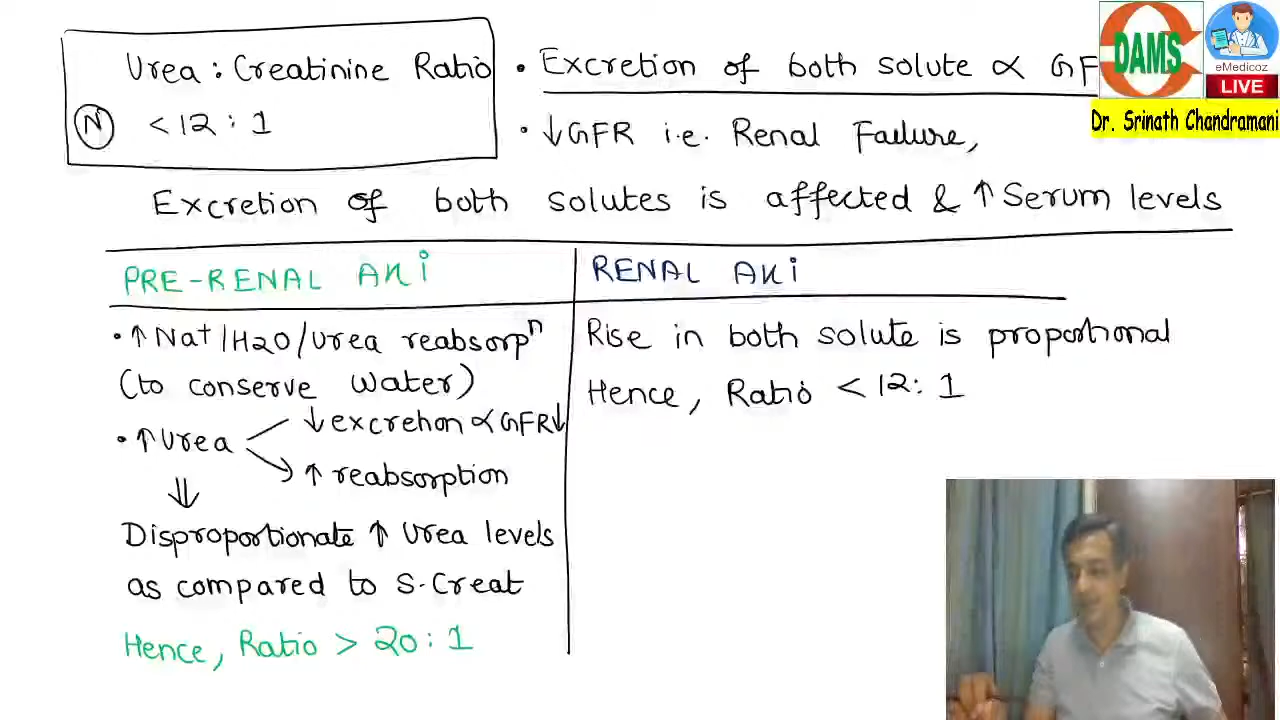 Urea : Creatinine Ratio
N < 12 : 1
• Excretion of both solute ∝ GF
• ↓ GFR i.e. Renal Failure,
Excretion of both solutes is affected & ↑ Serum levels
DAMS
eMedicoz
LIVE
Dr. Srinath Chandramani
PRE-RENAL AKi
• ↑ Na+/H2O/Urea reabsorpn
(to conserve Water)
• ↑ Urea
↓ excretion ∝ GFR↓
↑ reabsorption
⇓
Disproportionate ↑ Urea levels
as compared to S.Creat
Hence, Ratio > 20 : 1
RENAL AKi
Rise in both solute is proportional
Hence, Ratio < 12 : 1